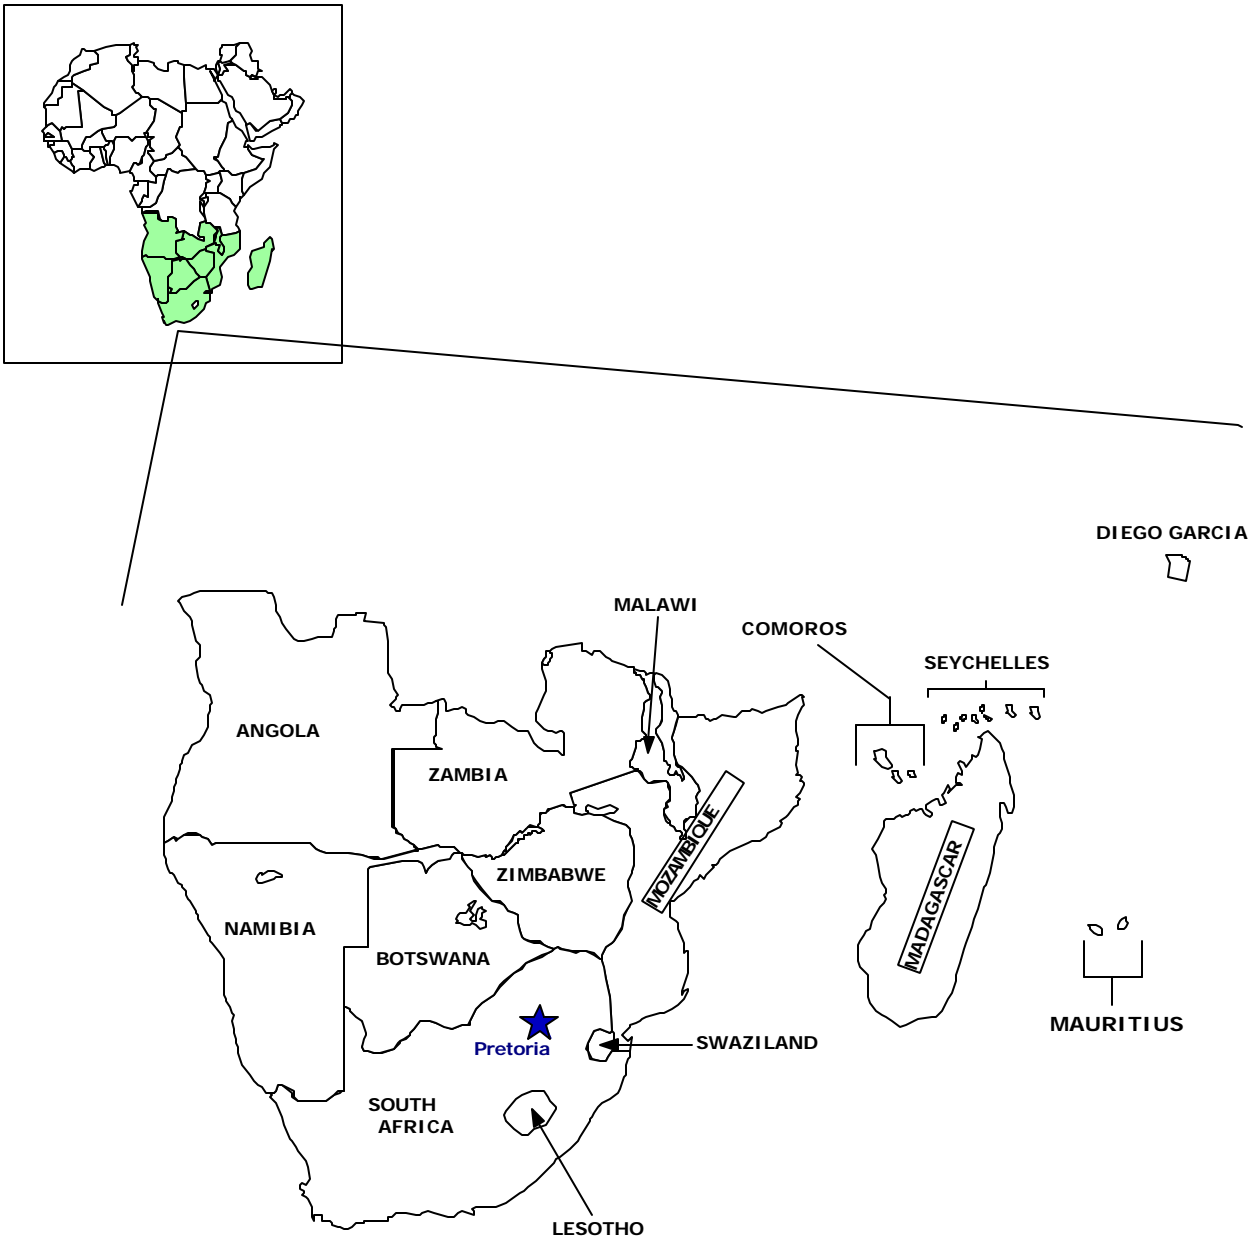 DIEGO GARCIA
MALAWI
COMOROS
SEYCHELLES
ANGOLA
ZAMBIA
MOZAMBIQUE
MADAGASCAR
ZIMBABWE
NAMIBIA
BOTSWANA
MAURITIUS
Pretoria
SWAZILAND
SOUTH
AFRICA
LESOTHO